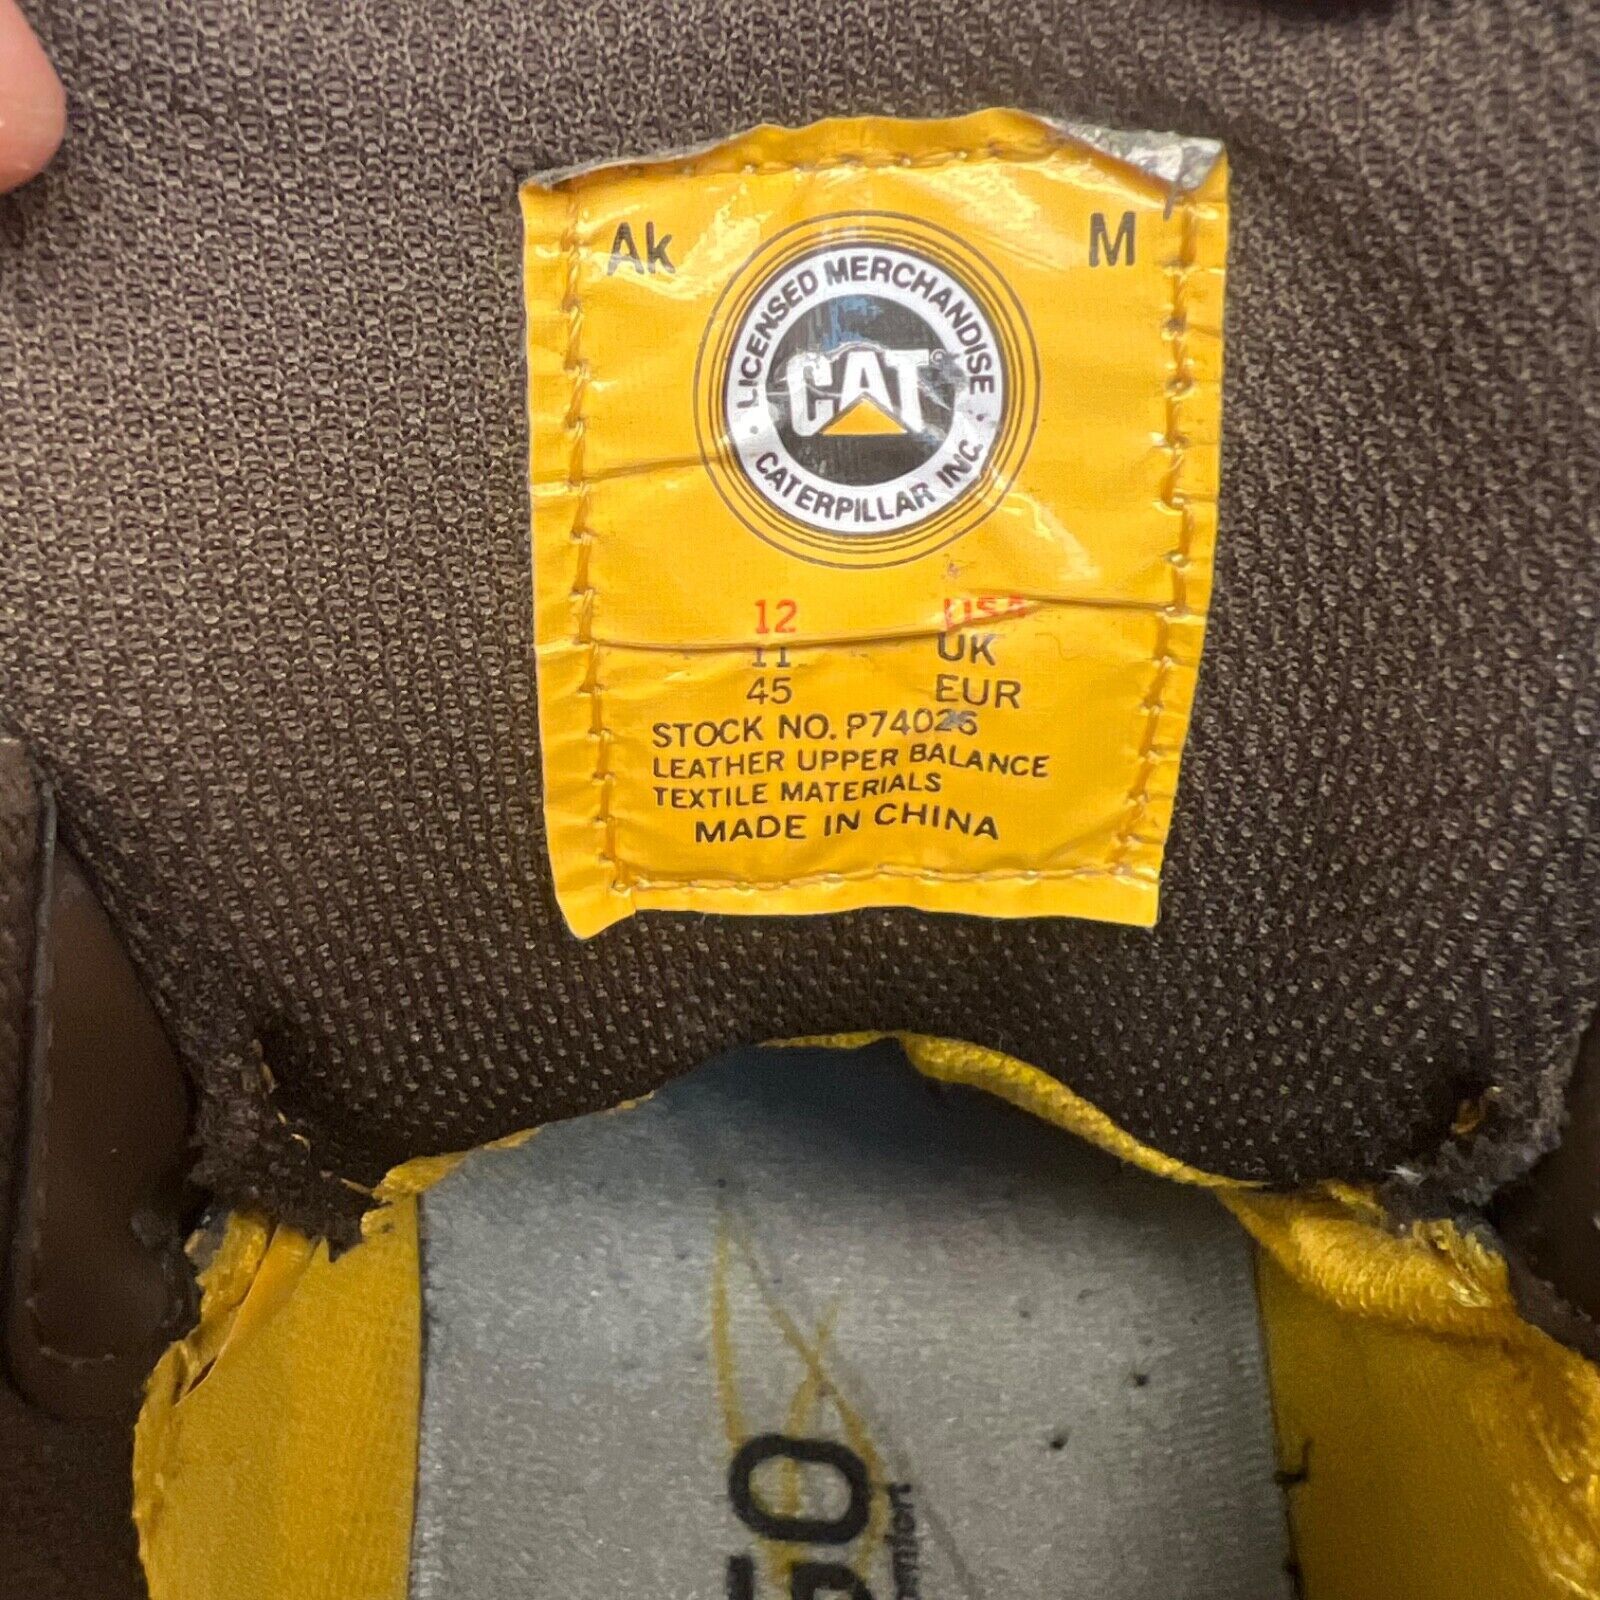 Ak M
LICENSED MERCHANDISE
CAT®
CATERPILLAR INC.
12 USA
11 UK
45 EUR
STOCK NO. P74026
LEATHER UPPER BALANCE
TEXTILE MATERIALS
MADE IN CHINA